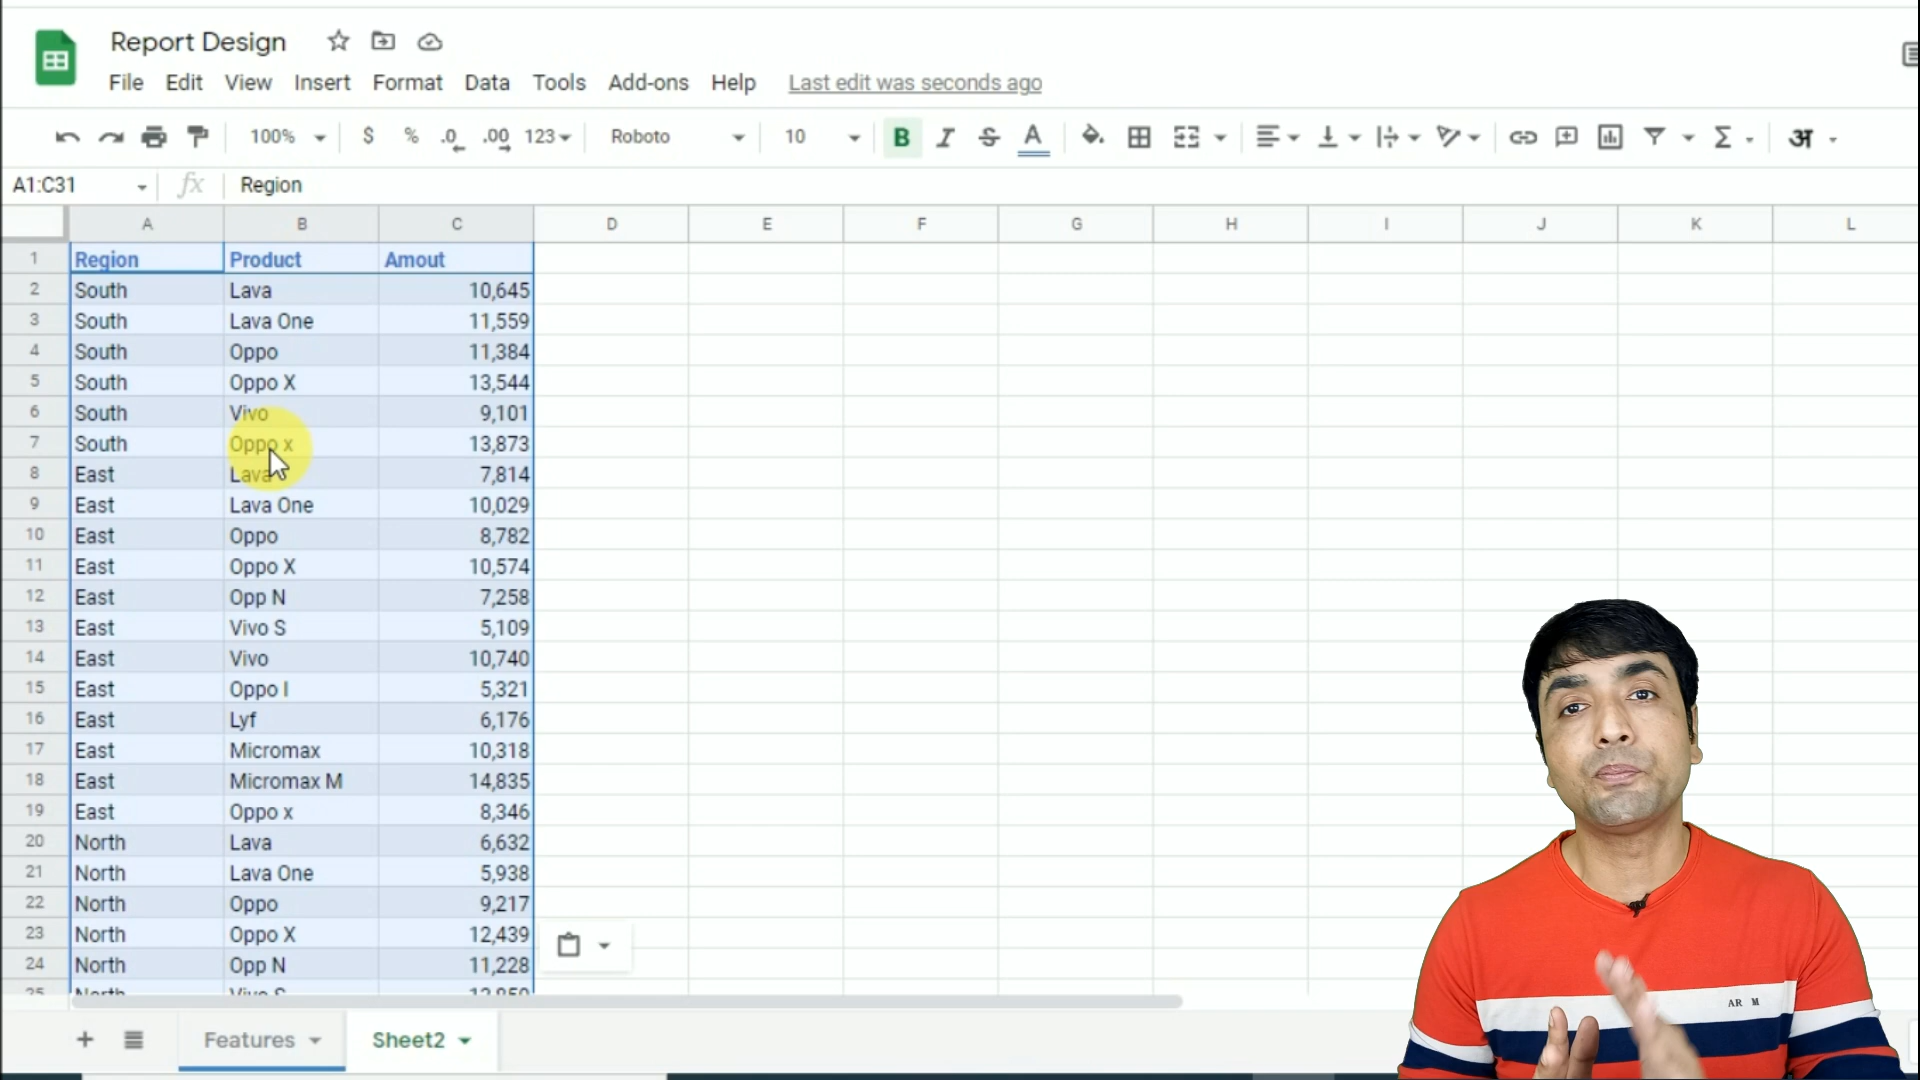 Report Design
File Edit View Insert Format Data Tools Add-ons Help Last edit was seconds ago
100% $ % .0 .00 123 Roboto 10 B I S A Σ अ
A1:C31 fx Region
A B C D E F G H I J K L
1 Region Product Amout
2 South Lava 10,645
3 South Lava One 11,559
4 South Oppo 11,384
5 South Oppo X 13,544
6 South Vivo 9,101
7 South Oppo x 13,873
8 East Lava 7,814
9 East Lava One 10,029
10 East Oppo 8,782
11 East Oppo X 10,574
12 East Opp N 7,258
13 East Vivo S 5,109
14 East Vivo 10,740
15 East Oppo I 5,321
16 East Lyf 6,176
17 East Micromax 10,318
18 East Micromax M 14,835
19 East Oppo x 8,346
20 North Lava 6,632
21 North Lava One 5,938
22 North Oppo 9,217
23 North Oppo X 12,439
24 North Opp N 11,228
25 North Vivo S
AR M
Features Sheet2